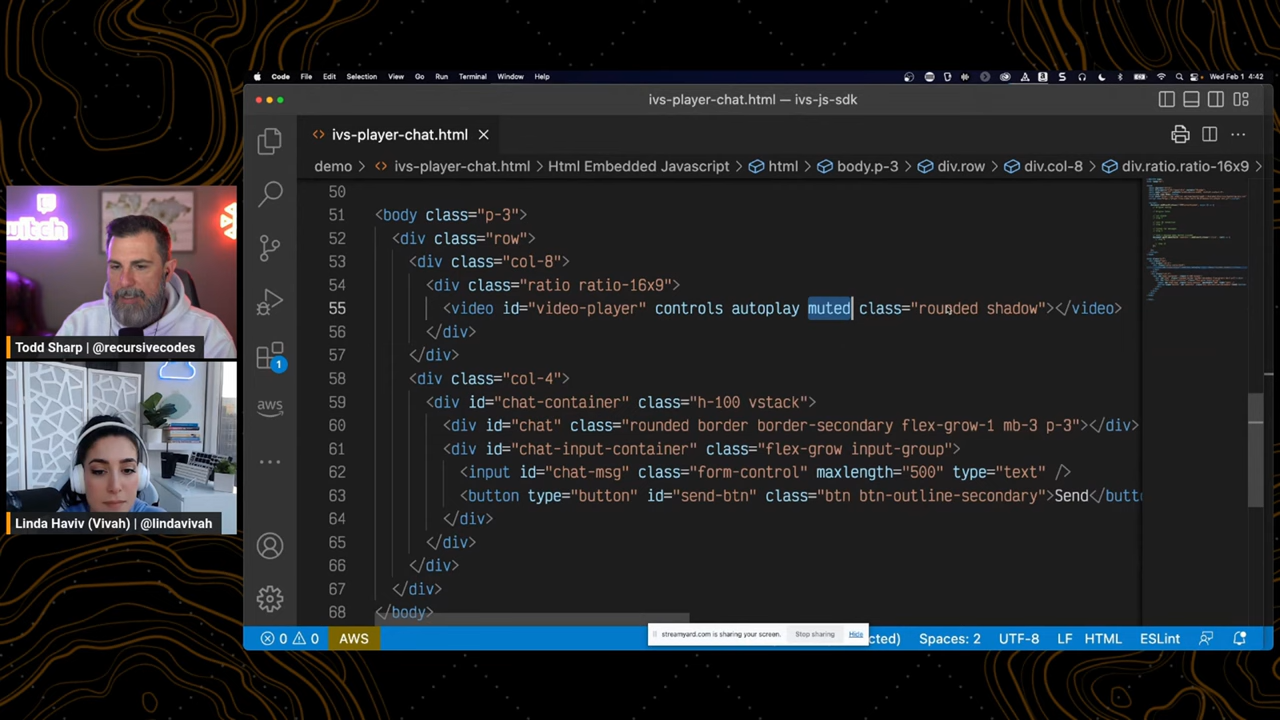 Code File Edit Selection View Go Run Terminal Window Help Wed Feb 1 4:42
ivs-player-chat.html — ivs-js-sdk
ivs-player-chat.html
demo ivs-player-chat.html Html Embedded Javascript html body.p-3 div.row div.col-8 div.ratio.ratio-16x9
50
51 <body class="p-3">
52 <div class="row">
53 <div class="col-8">
54 <div class="ratio ratio-16x9">
55 <video id="video-player" controls autoplay muted class="rounded shadow"></video>
56 </div>
57 </div>
58 <div class="col-4">
59 <div id="chat-container" class="h-100 vstack">
60 <div id="chat" class="rounded border border-secondary flex-grow-1 mb-3 p-3"></div>
61 <div id="chat-input-container" class="flex-grow input-group">
62 <input id="chat-msg" class="form-control" maxlength="500" type="text" />
63 <button type="button" id="send-btn" class="btn btn-outline-secondary">Send</butto
64 </div>
65 </div>
66 </div>
67 </div>
68 </body>
1
aws
twitch
Todd Sharp | @recursivecodes
Linda Haviv (Vivah) | @lindavivah
streamyard.com is sharing your screen. Stop sharing Hide
0 0 AWS cted) Spaces: 2 UTF-8 LF HTML ESLint